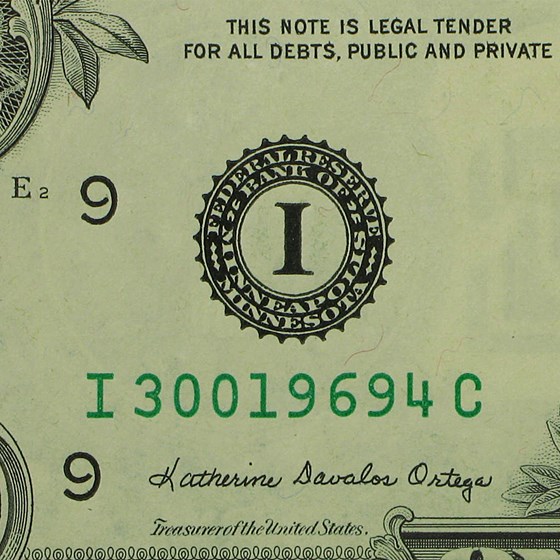 THIS NOTE IS LEGAL TENDER
FOR ALL DEBTS, PUBLIC AND PRIVATE
FEDERAL RESERVE
BANK OF
E2
9
I
MINNEAPOLIS
MINNESOTA
I 30019694 C
9
Katherine Davalos Ortega
Treasurer of the United States.